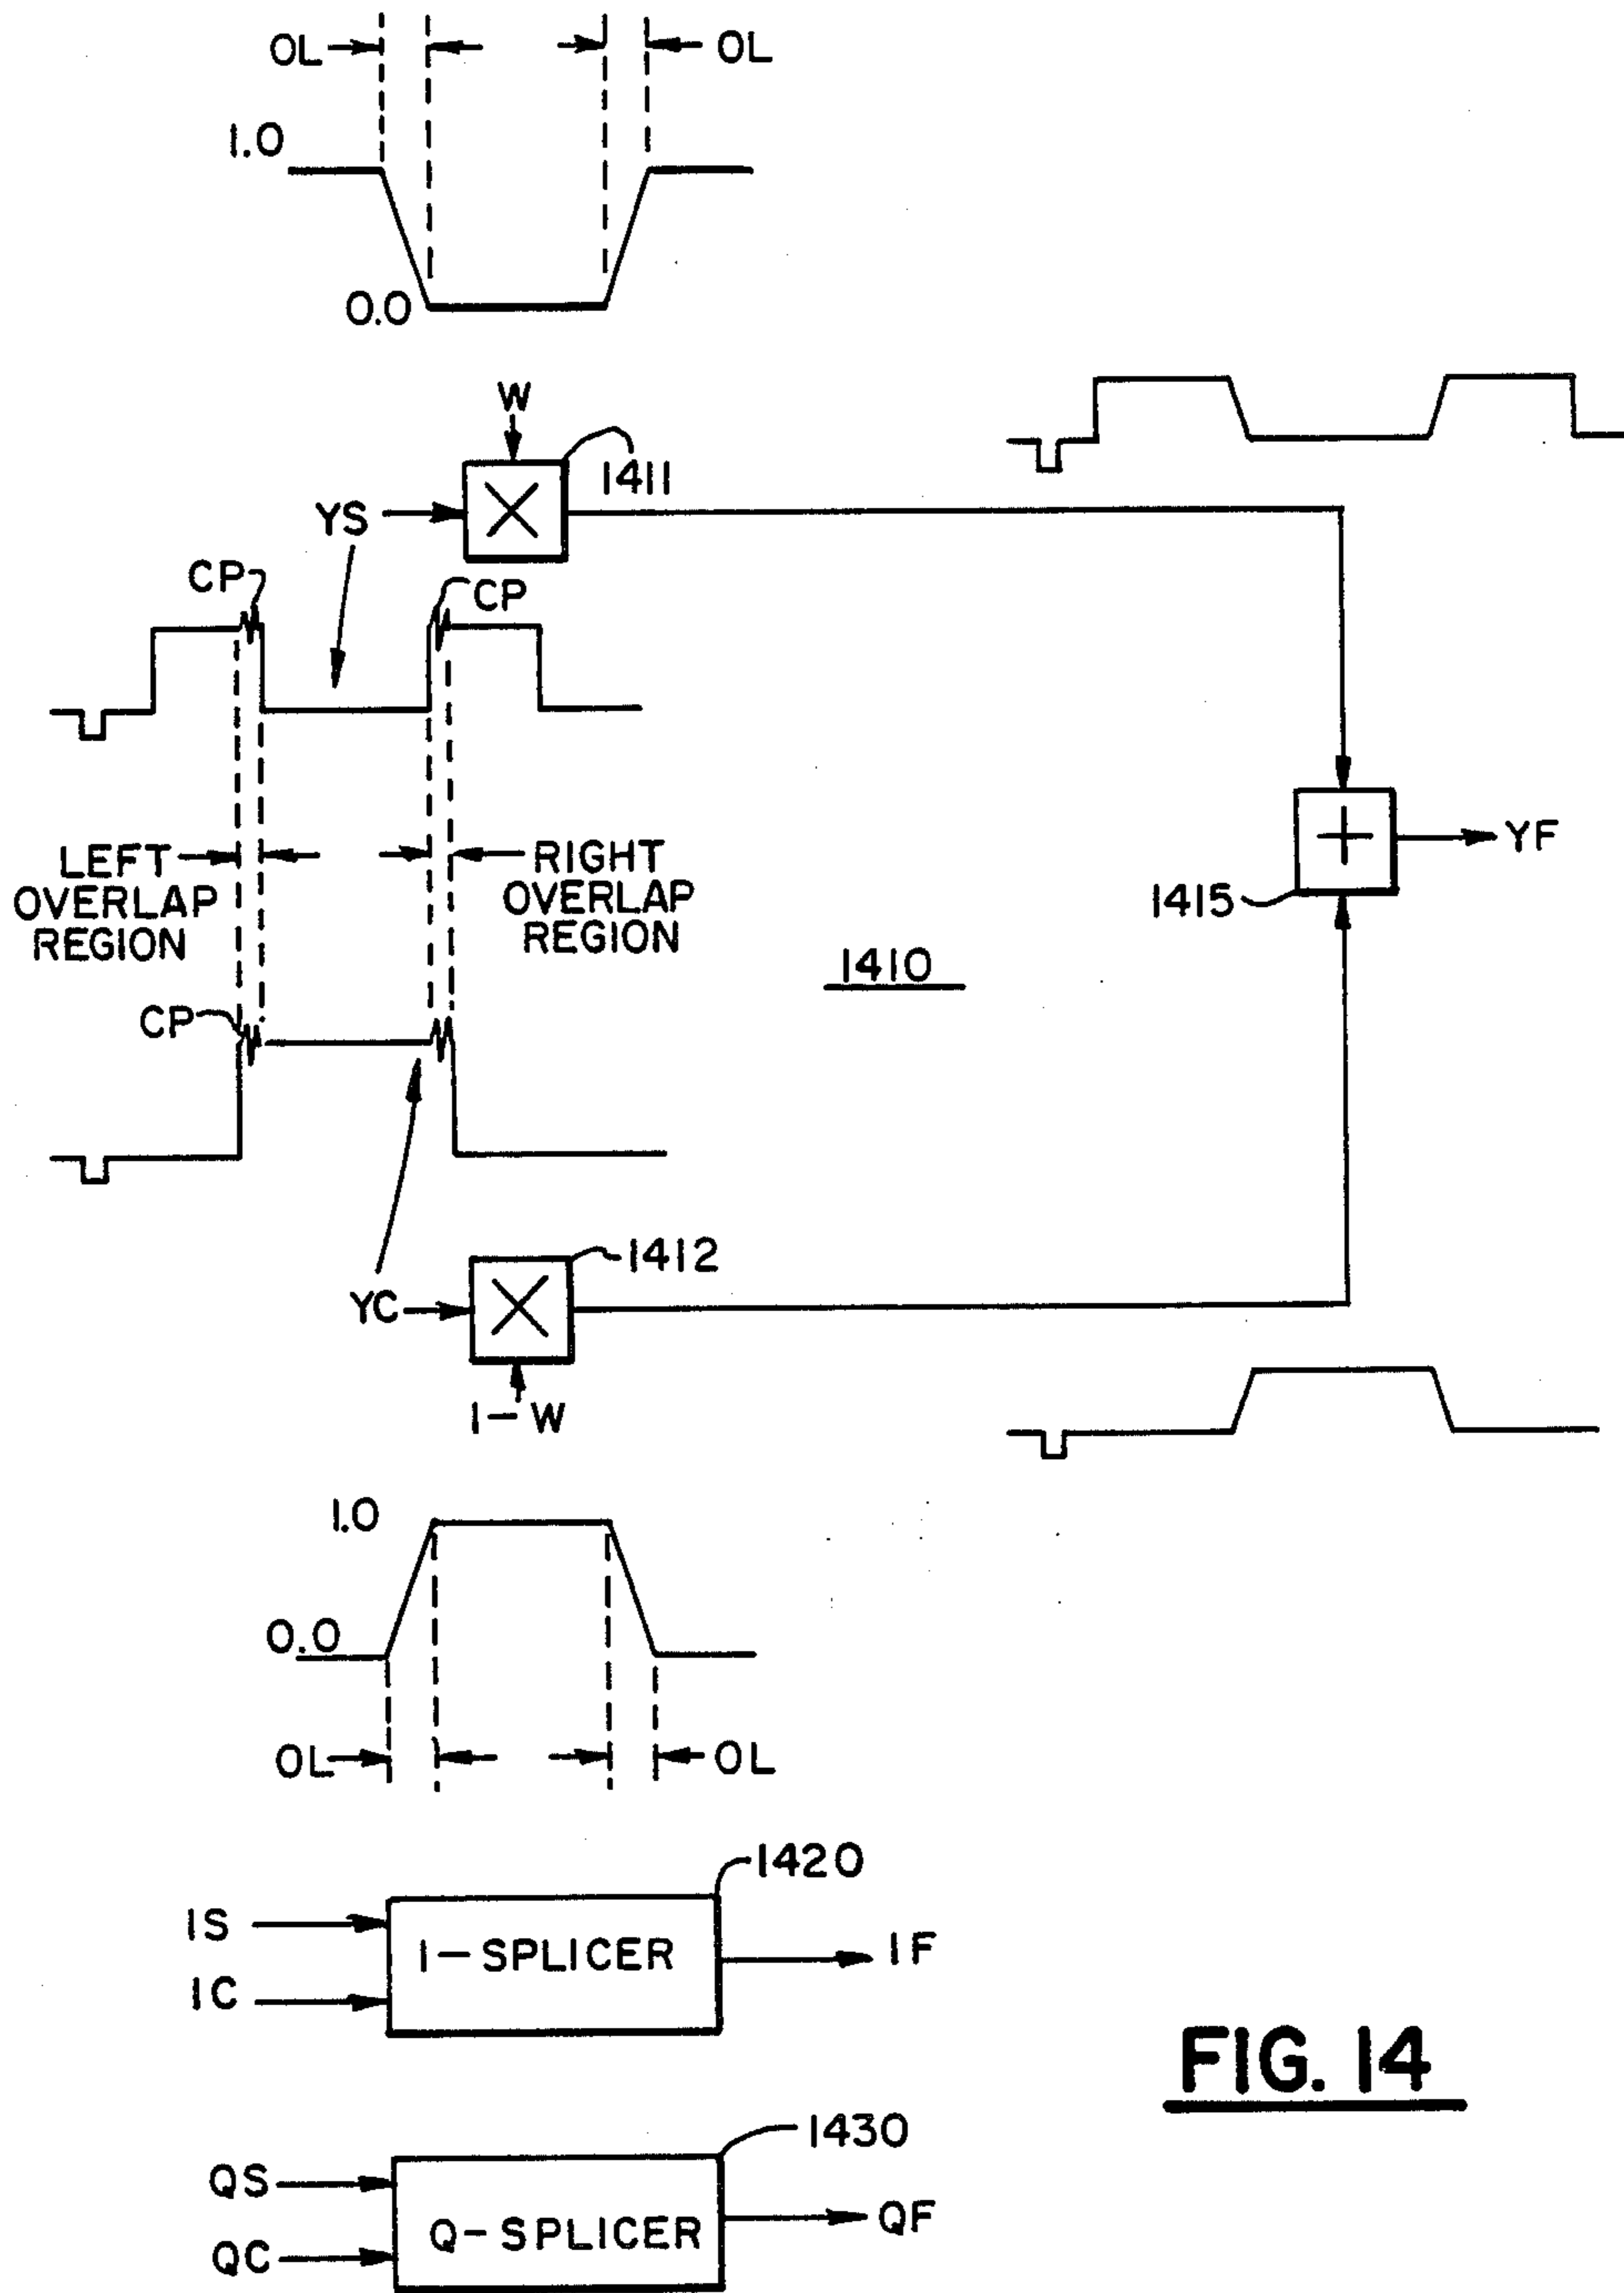 OL OL
1.0
0.0
W
1411
YS
CP CP
LEFT OVERLAP REGION
RIGHT OVERLAP REGION
1415
YF
1410
CP
1412
YC
1-W
1.0
0.0
OL OL
1420
IS
IC
I-SPLICER
IF
1430
QS
QC
Q-SPLICER
QF
FIG. 14